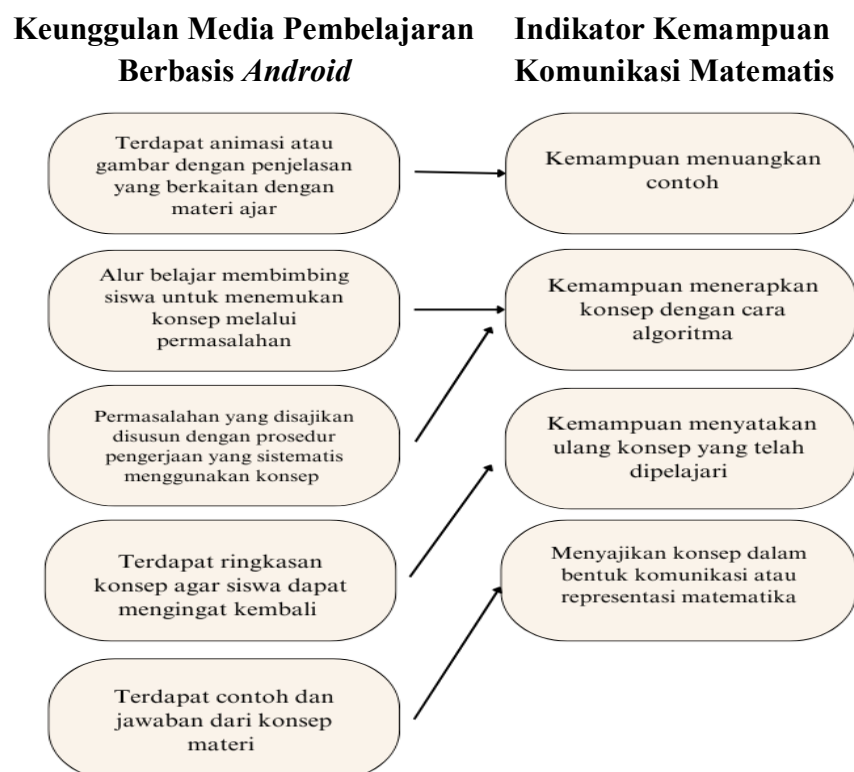 Keunggulan Media Pembelajaran
Berbasis Android
Indikator Kemampuan
Komunikasi Matematis
Terdapat animasi atau
gambar dengan penjelasan
yang berkaitan dengan
materi ajar
Kemampuan menuangkan
contoh
Alur belajar membimbing
siswa untuk menemukan
konsep melalui
permasalahan
Kemampuan menerapkan
konsep dengan cara
algoritma
Permasalahan yang disajikan
disusun dengan prosedur
pengerjaan yang sistematis
menggunakan konsep
Kemampuan menyatakan
ulang konsep yang telah
dipelajari
Terdapat ringkasan
konsep agar siswa dapat
mengingat kembali
Menyajikan konsep dalam
bentuk komunikasi atau
representasi matematika
Terdapat contoh dan
jawaban dari konsep
materi